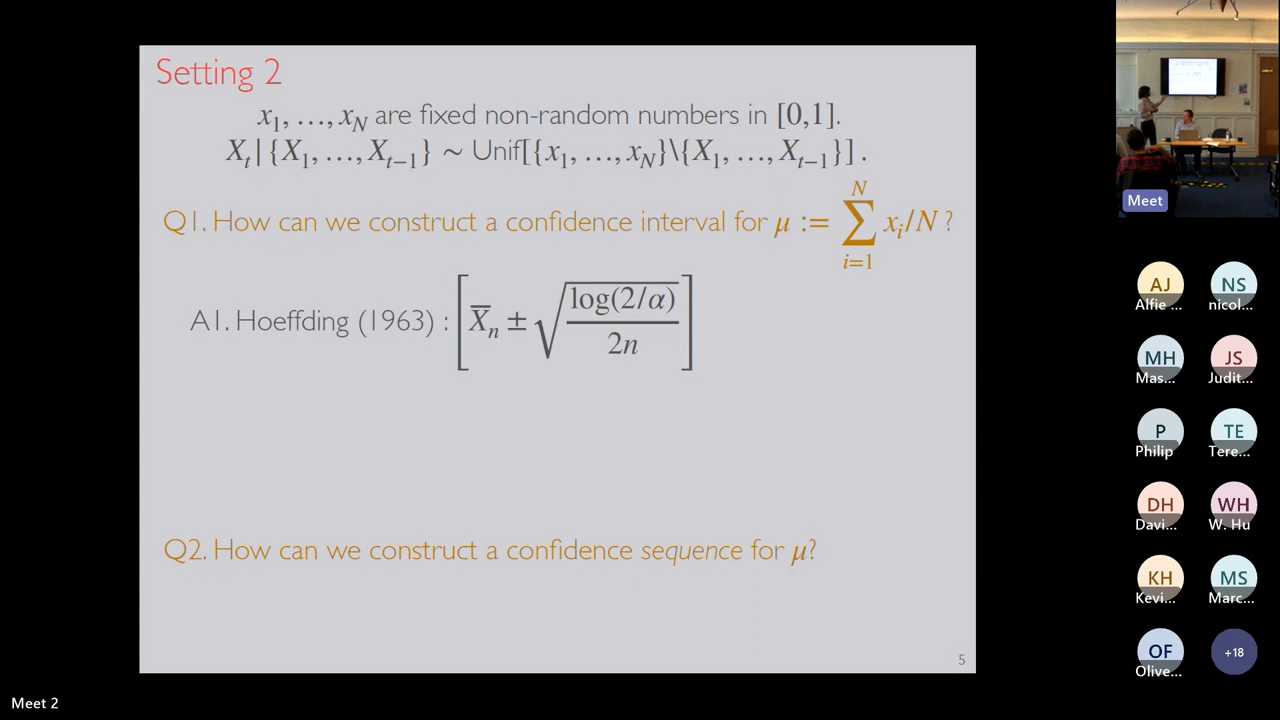 Setting 2
x₁, …, x_N are fixed non-random numbers in [0,1].
X_t | {X₁, …, X_{t−1}} ~ Unif[{x₁, …, x_N}\{X₁, …, X_{t−1}}] .
Q1. How can we construct a confidence interval for μ := ∑_{i=1}^{N} x_i/N ?
A1. Hoeffding (1963) : [X̅_n ± √(log(2/α)/2n)]
Q2. How can we construct a confidence sequence for μ?
5
Meet
AJ
Alfie ...
NS
nicol...
MH
Mas...
JS
Judit...
P
Philip
TE
Tere...
DH
Davi...
WH
W. Hu
KH
Kevi...
MS
Marc...
OF
Olive...
+18
Meet 2